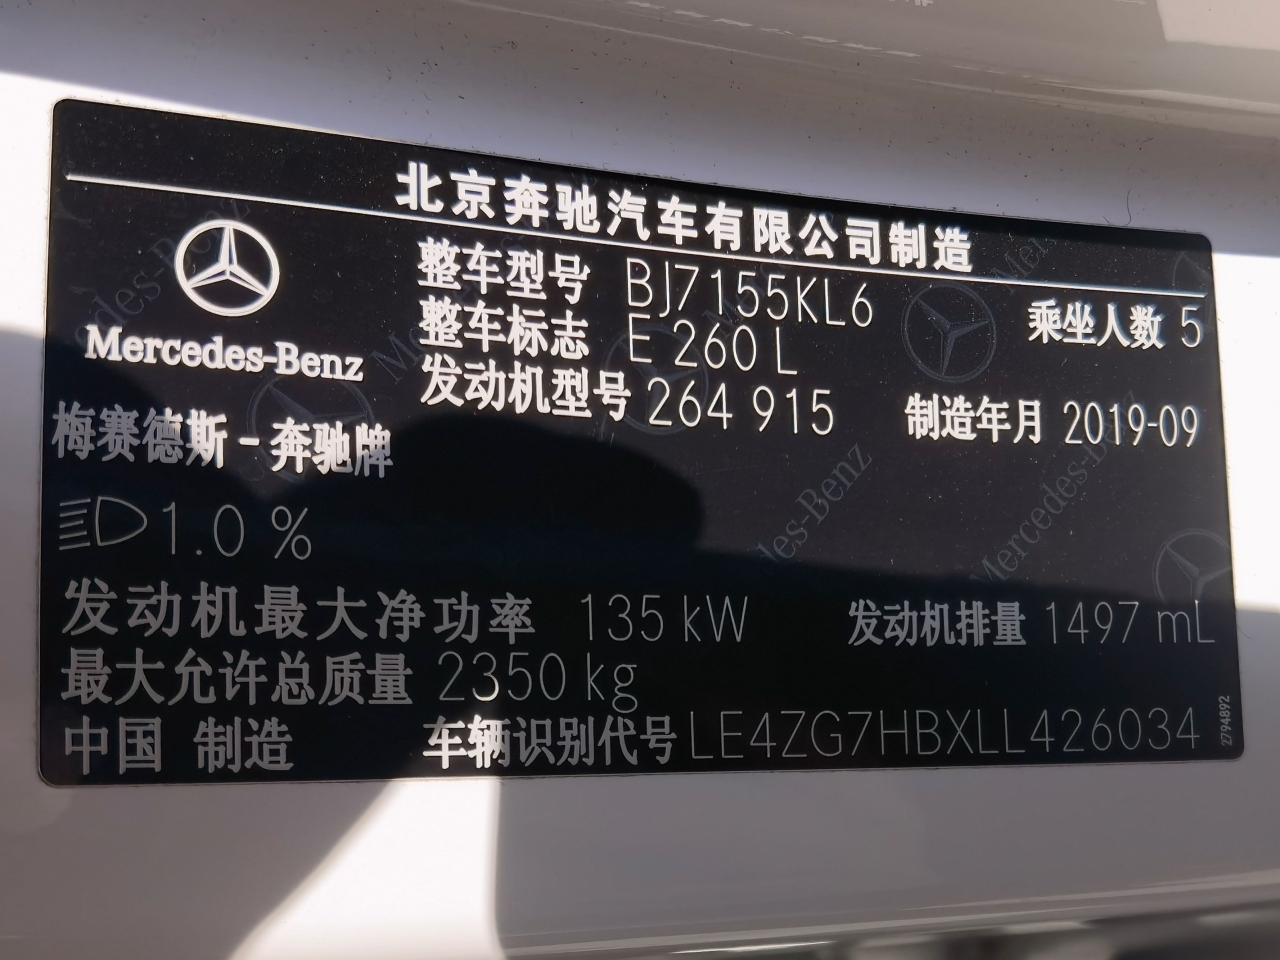 北京奔驰汽车有限公司制造
Mercedes-Benz
梅赛德斯-奔驰牌
整车型号 BJ7155KL6
乘坐人数 5
整车标志 E 260 L
发动机型号 264 915
制造年月 2019-09
1.0 %
发动机最大净功率 135 kW
发动机排量 1497 mL
最大允许总质量 2350 kg
中国 制造
车辆识别代号 LE4ZG7HBXLL426034
2794892